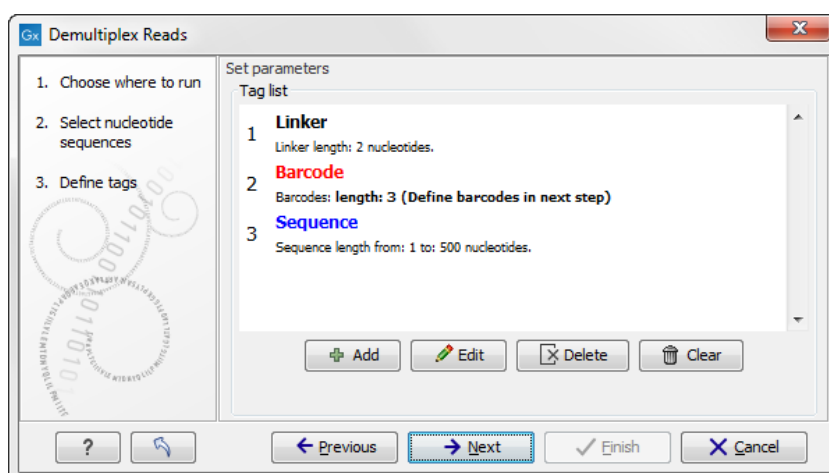 Gx Demultiplex Reads
1. Choose where to run
2. Select nucleotide
sequences
3. Define tags
Set parameters
Tag list
1 Linker
Linker length: 2 nucleotides.
2 Barcode
Barcodes: length: 3 (Define barcodes in next step)
3 Sequence
Sequence length from: 1 to: 500 nucleotides.
Add Edit Delete Clear
? Previous Next Finish Cancel